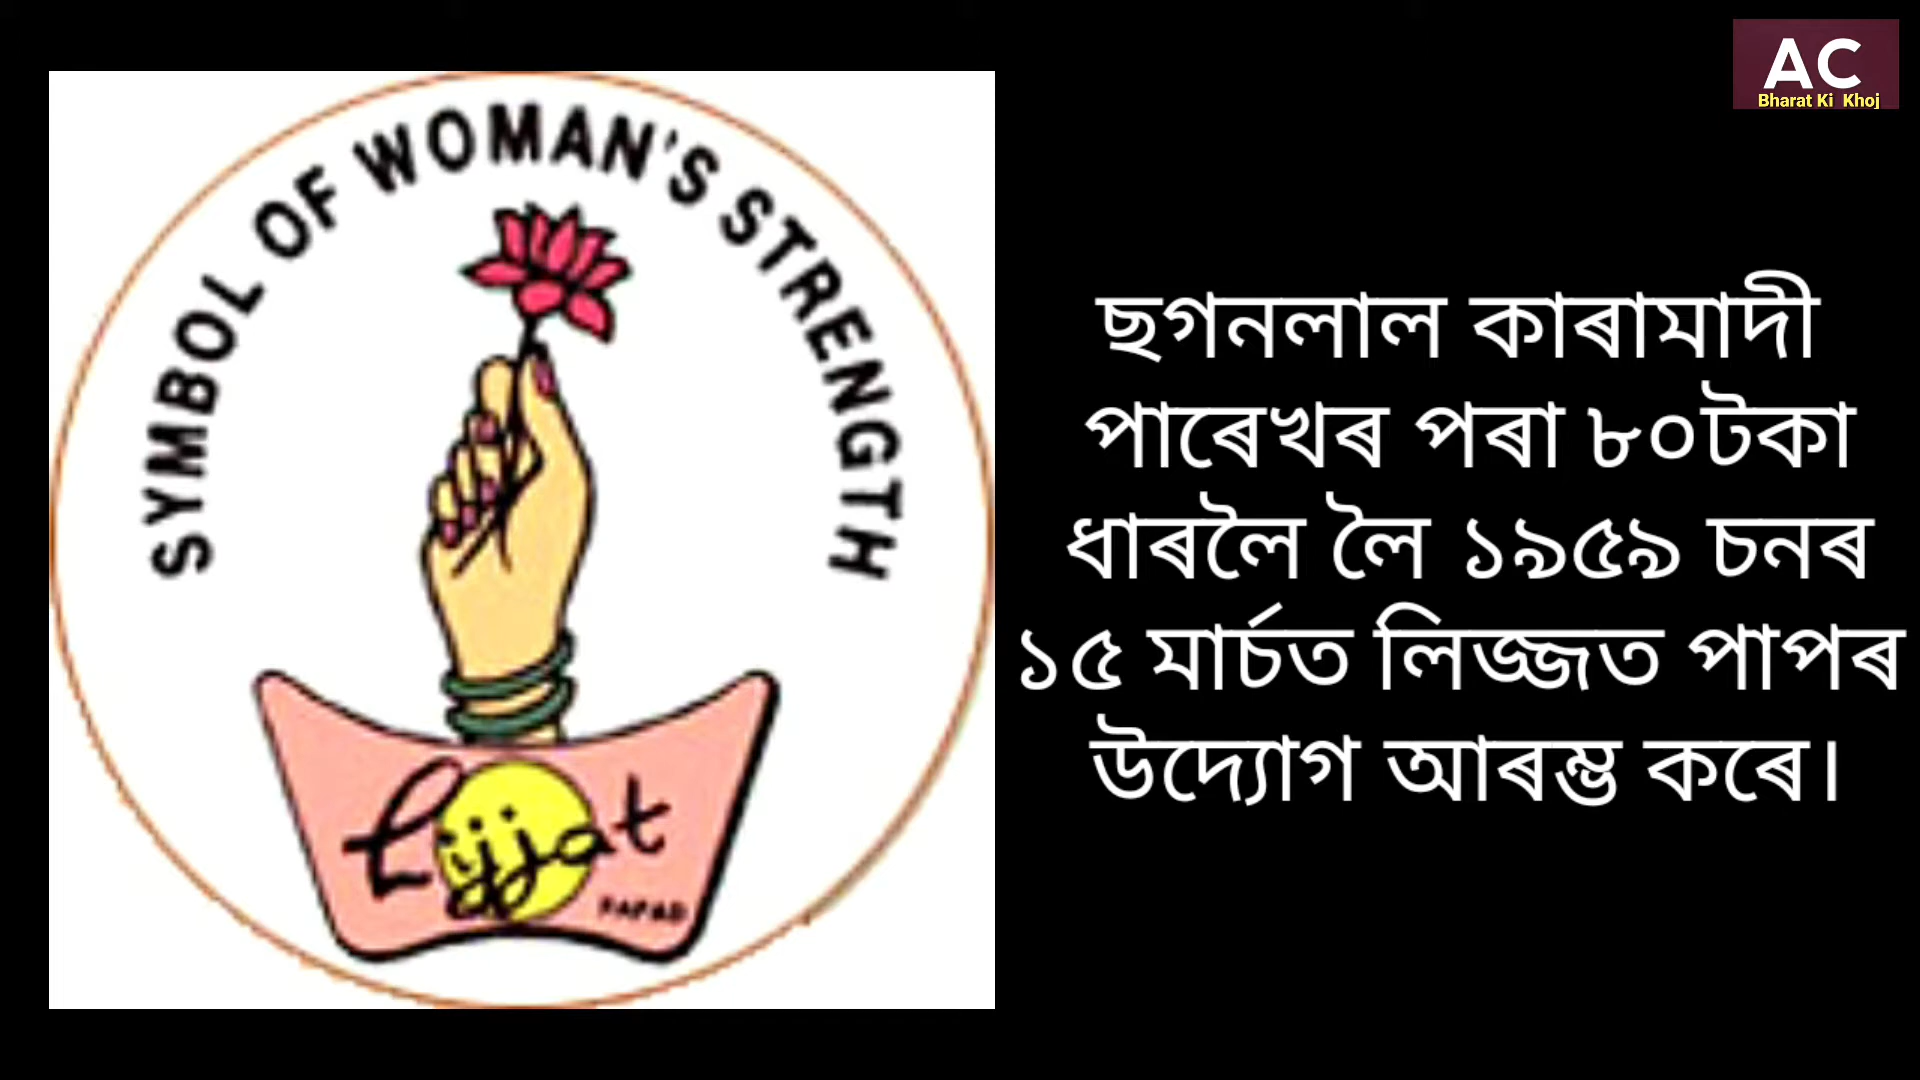 AC
Bharat Ki Khoj
SYMBOL OF WOMAN'S STRENGTH
Lijjat
PAPAD
ছগনলাল কাৰামাদী
পাৰেখৰ পৰা ৮০টকা
ধাৰলৈ লৈ ১৯৫৯ চনৰ
১৫ মাৰ্চত লিজ্জত পাপৰ
উদ্যোগ আৰম্ভ কৰে।